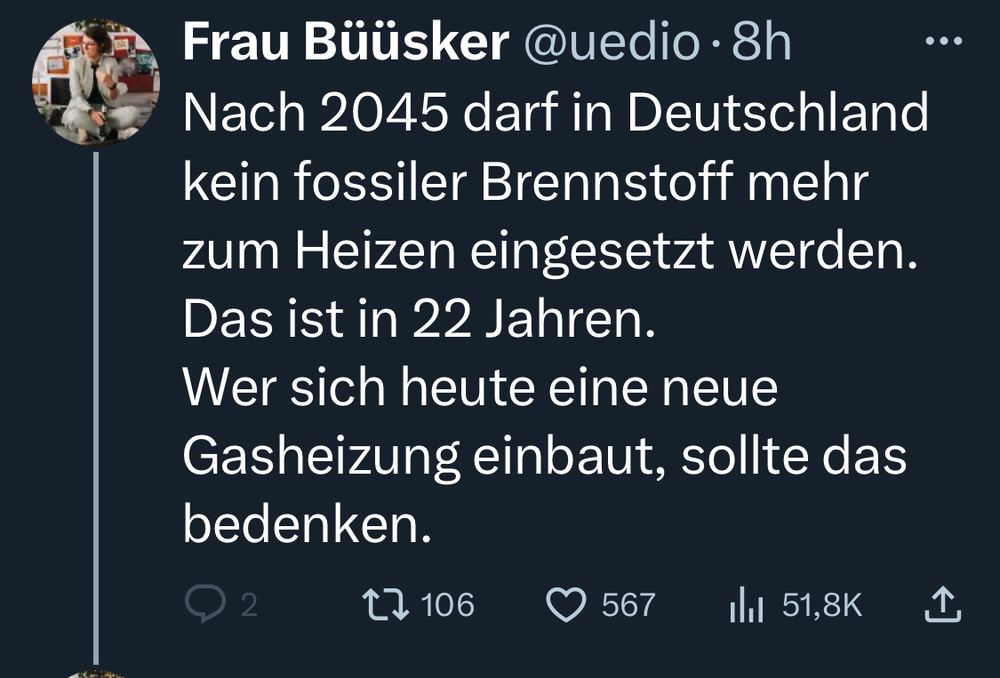 Frau Büüsker @uedio · 8h
Nach 2045 darf in Deutschland
kein fossiler Brennstoff mehr
zum Heizen eingesetzt werden.
Das ist in 22 Jahren.
Wer sich heute eine neue
Gasheizung einbaut, sollte das
bedenken.
2 106 567 51,8K